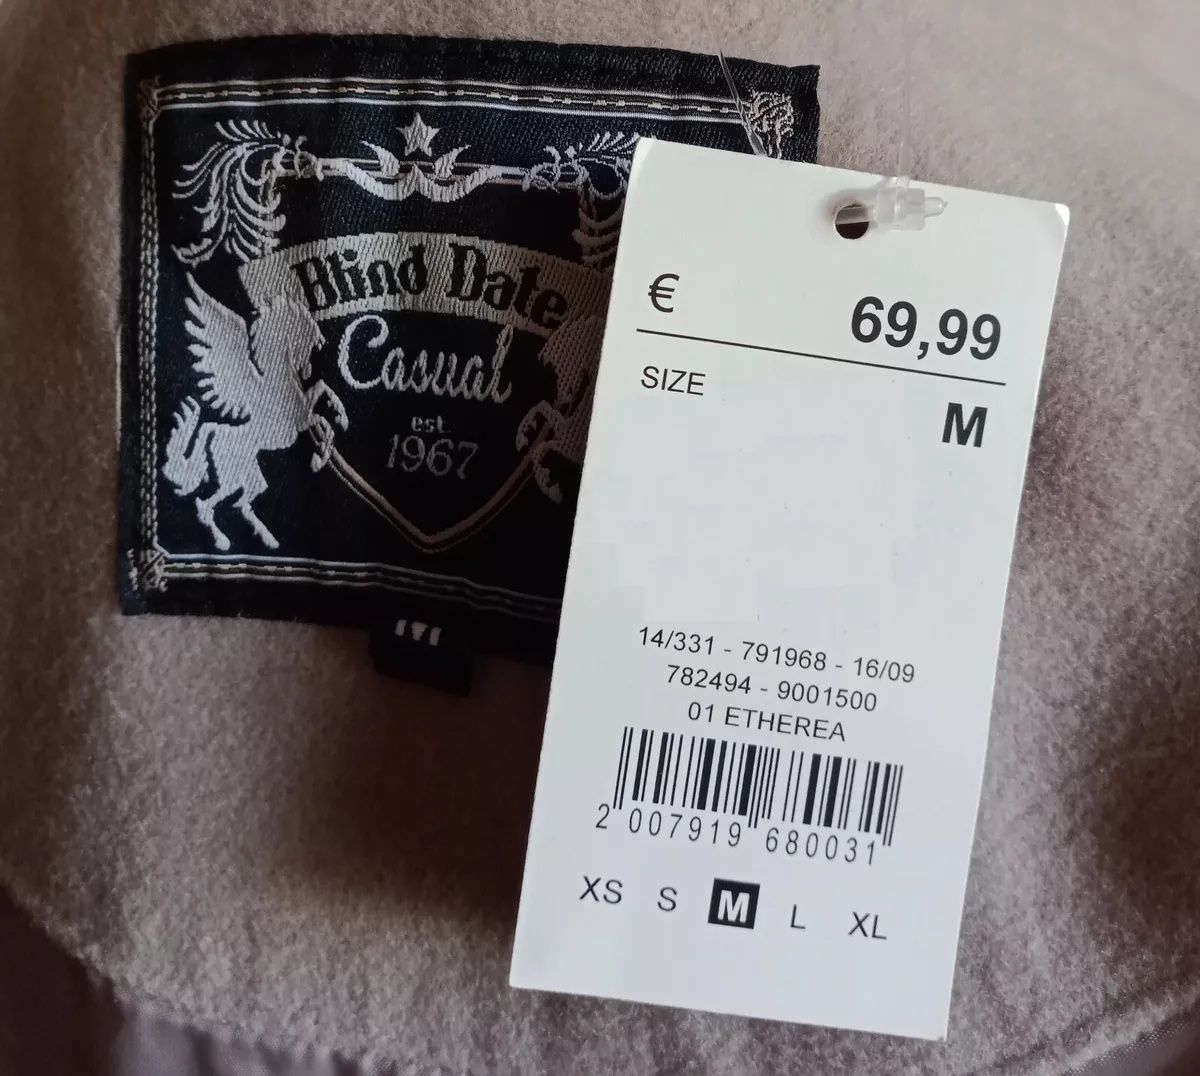 Blind Date
Casual
est.
1967
€ 69,99
SIZE
M
14/331 - 791968 - 16/09
782494 - 9001500
01 ETHEREA
2 007919 680031
XS S M L XL